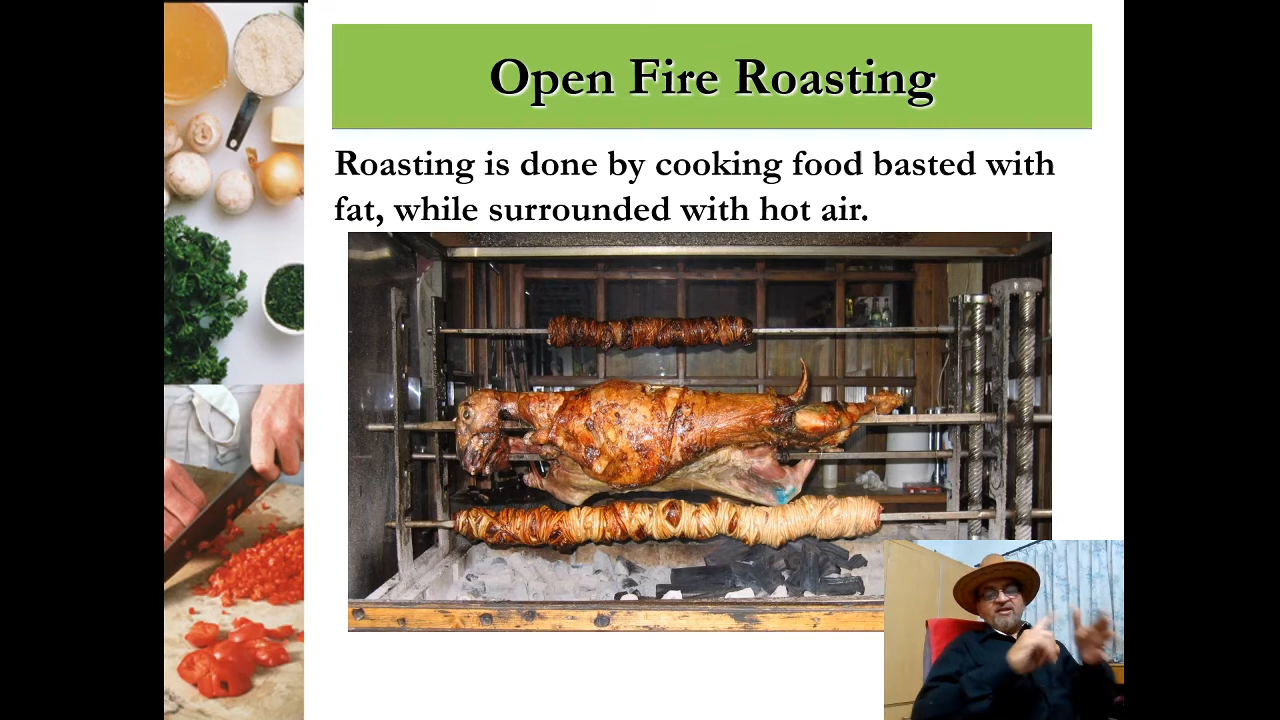 Open Fire Roasting
Roasting is done by cooking food basted with
fat, while surrounded with hot air.